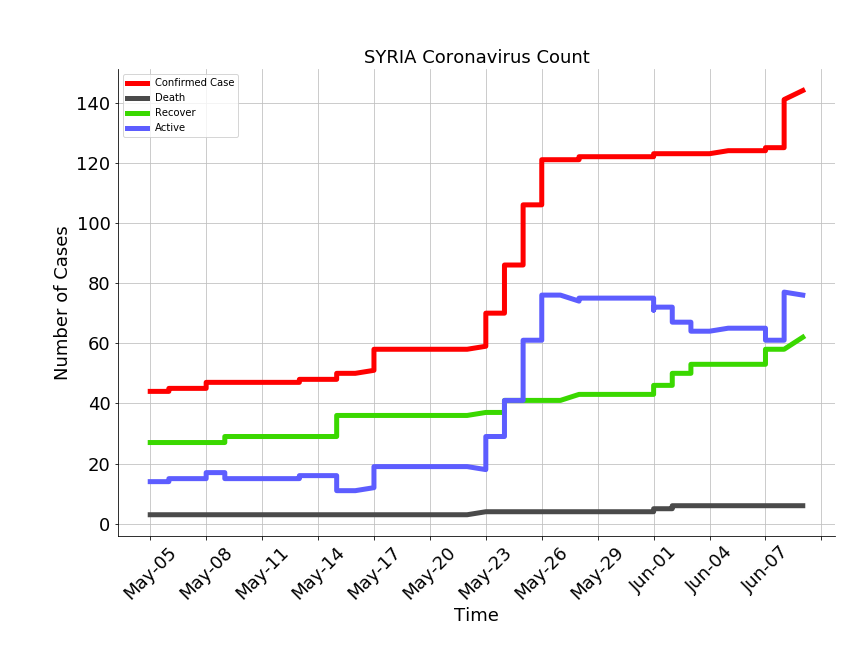 SYRIA Coronavirus Count
Confirmed Case
Death
Recover
Active
140
120
100
80
60
40
20
0
Number of Cases
May-05
May-08
May-11
May-14
May-17
May-20
May-23
May-26
May-29
Jun-01
Jun-04
Jun-07
Time